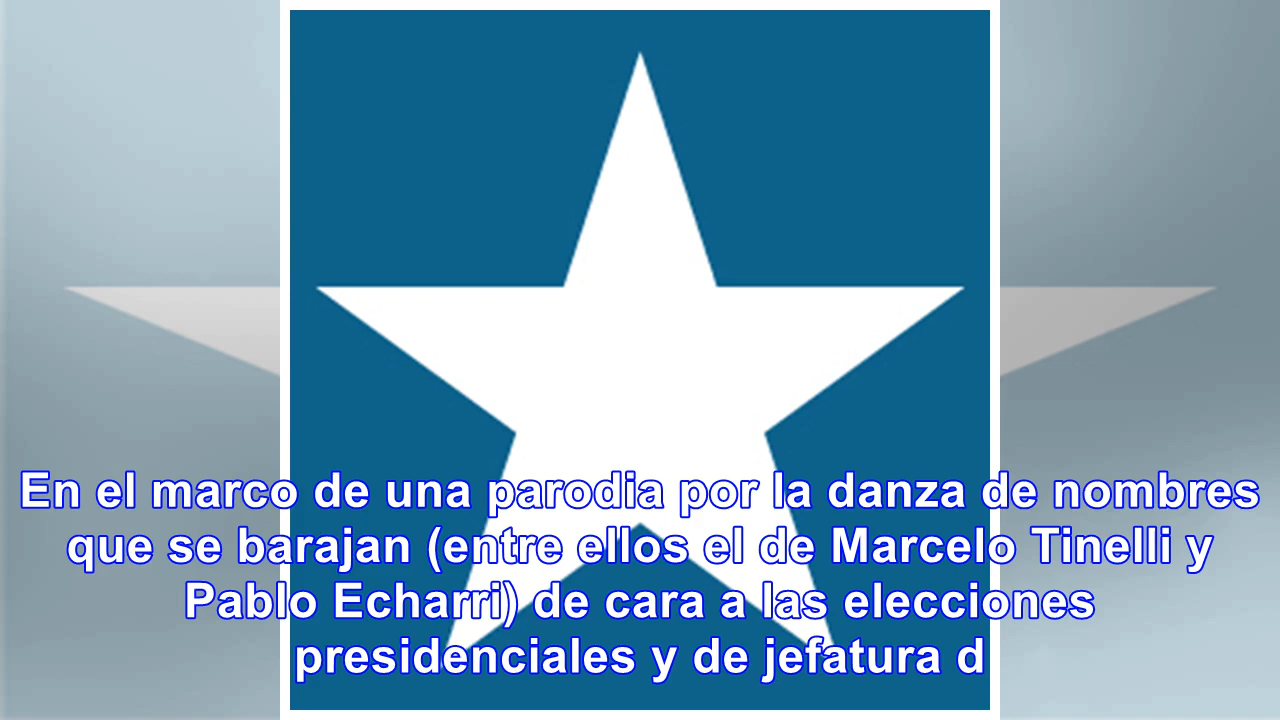 En el marco de una parodia por la danza de nombres
que se barajan (entre ellos el de Marcelo Tinelli y
Pablo Echarri) de cara a las elecciones
presidenciales y de jefatura d